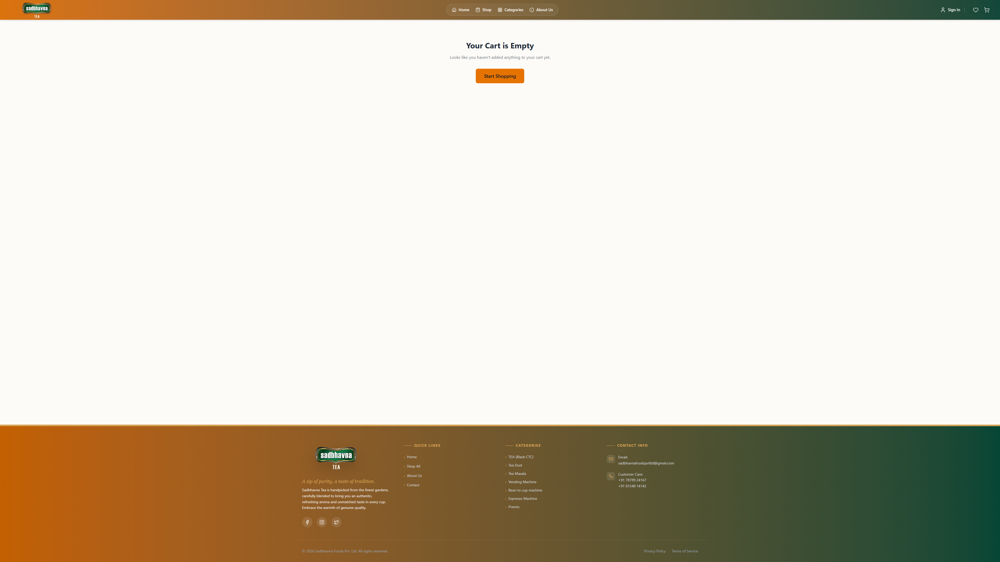 sadbhavna
TEA
Home
Shop
Categories
About Us
Sign In
Your Cart is Empty
Looks like you haven't added anything to your cart yet.
Start Shopping
sadbhavna
TEA
A sip of purity, a taste of tradition.
Sadbhavna Tea is handpicked from the finest gardens,
carefully blended to bring you an authentic,
refreshing aroma and unmatched taste in every cup.
Embrace the warmth of genuine quality.
QUICK LINKS
› Home
› Shop All
› About Us
› Contact
CATEGORIES
› TEA (Black CTC)
› Tea Dust
› Tea Masala
› Vending Machine
› Bean to cup machine
› Espresso Machine
› Premix
CONTACT INFO
Email:
sadbhavnafoodspvtltd@gmail.com
Customer Care:
+91 78789 24167
+91 81548 14142
© 2026 Sadbhavna Foods Pvt. Ltd. All rights reserved.
Privacy Policy
Terms of Service